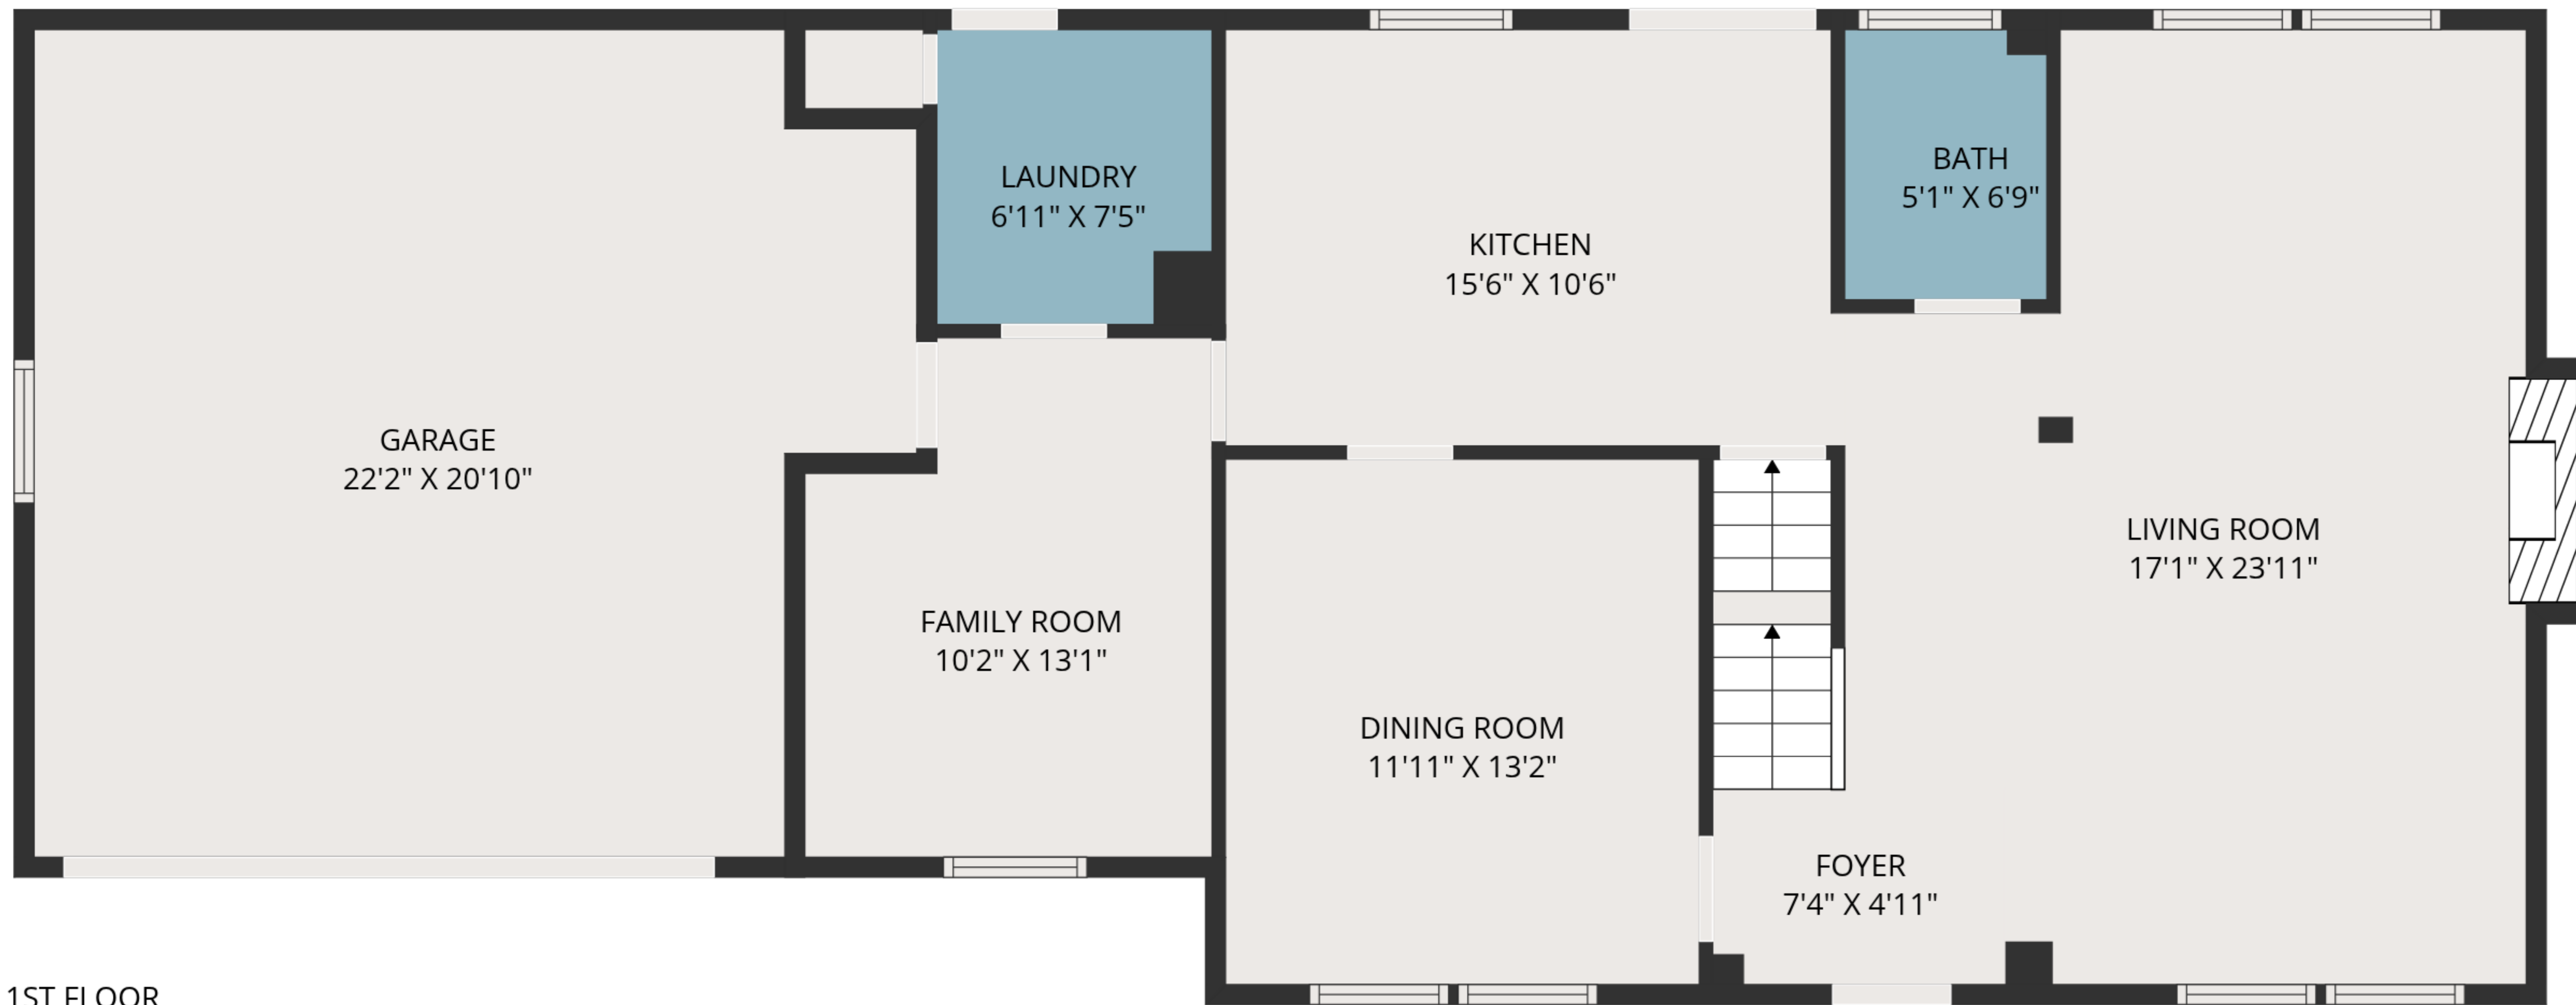 LAUNDRY
6'11" X 7'5"
BATH
5'1" X 6'9"
KITCHEN
15'6" X 10'6"
GARAGE
22'2" X 20'10"
LIVING ROOM
17'1" X 23'11"
FAMILY ROOM
10'2" X 13'1"
DINING ROOM
11'11" X 13'2"
FOYER
7'4" X 4'11"
1ST FLOOR